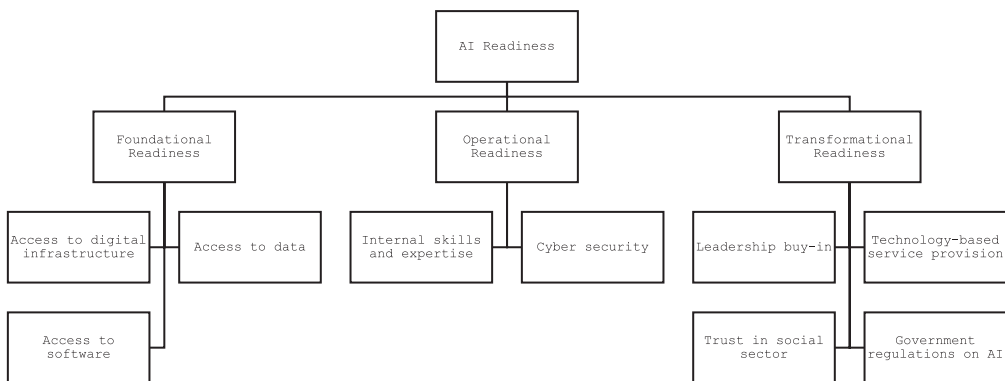 AI Readiness
Foundational
Readiness
Operational
Readiness
Transformational
Readiness
Access to digital
infrastructure
Access to data
Internal skills
and expertise
Cyber security
Leadership buy-in
Technology-based
service provision
Access to
software
Trust in social
sector
Government
regulations on AI